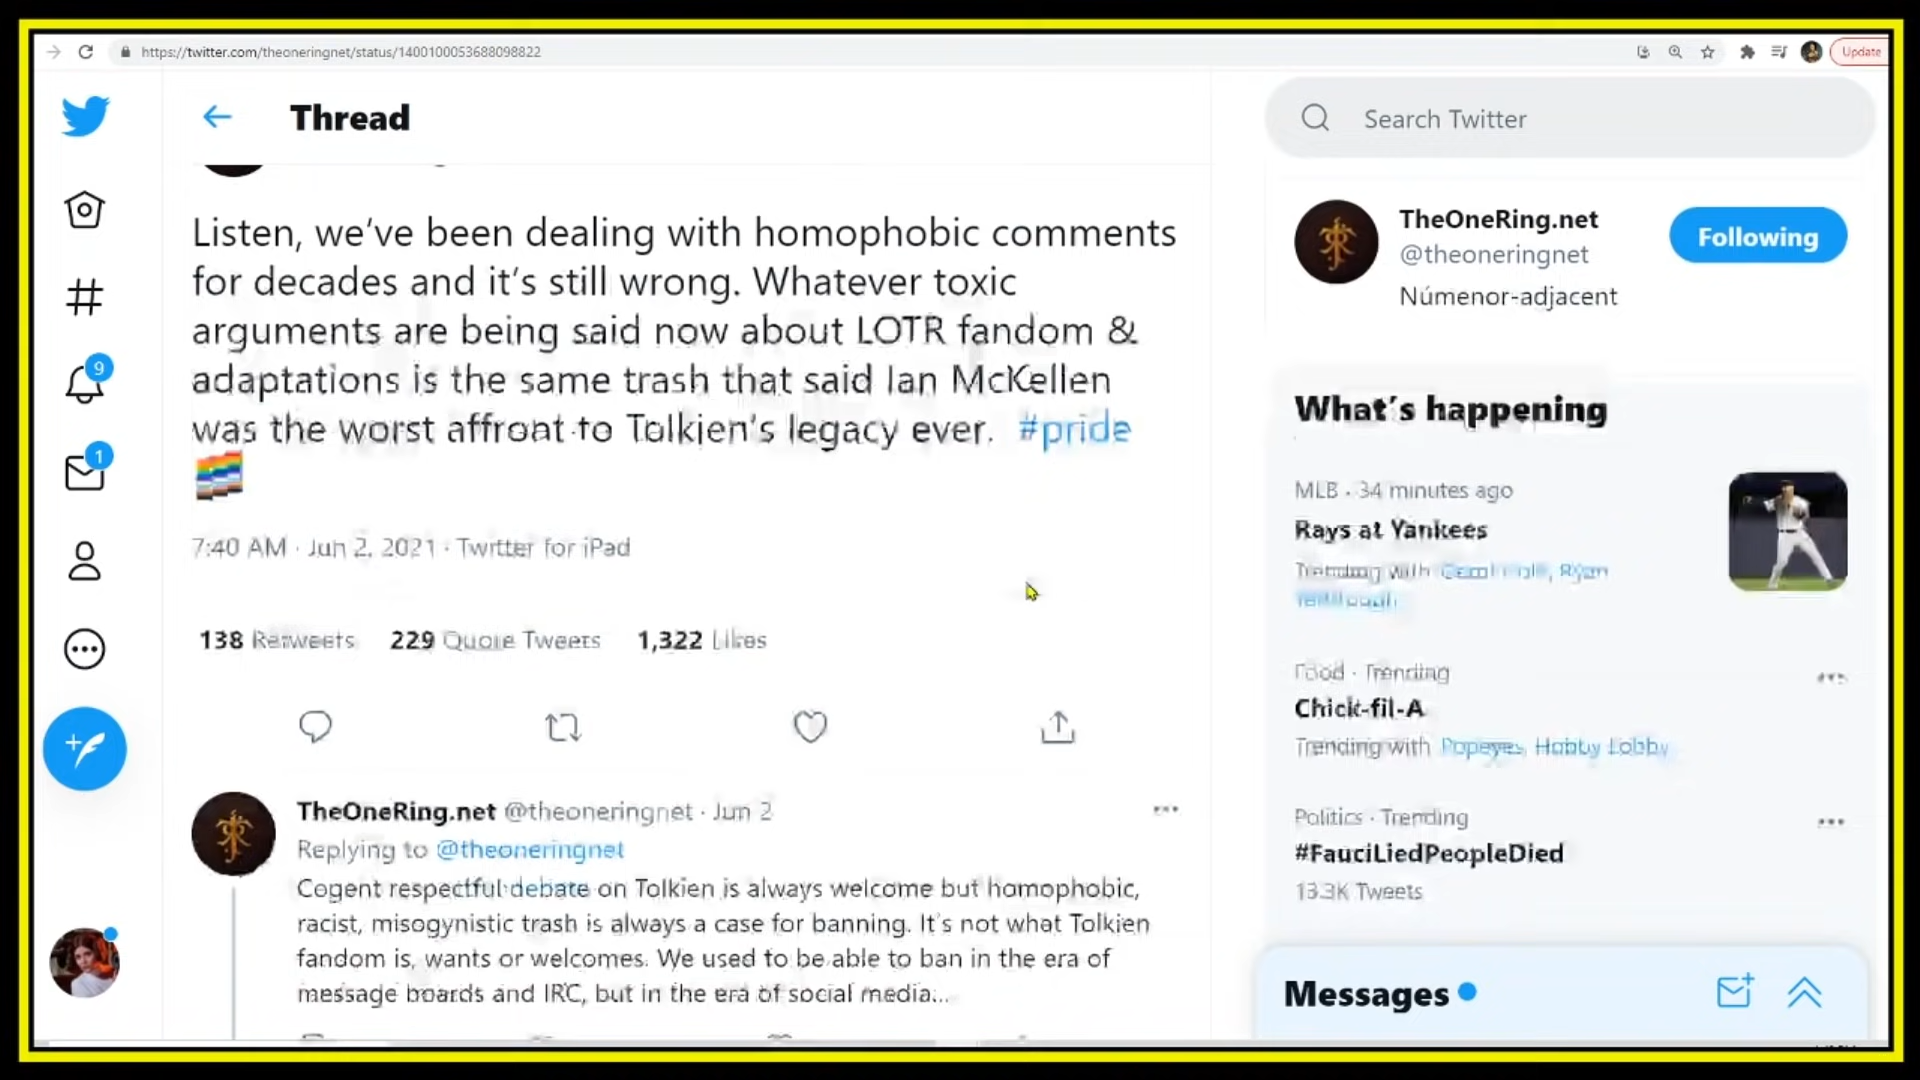 https://twitter.com/theoneringnet/status/1400100053688098822
Update
Thread
Listen, we've been dealing with homophobic comments
for decades and it's still wrong. Whatever toxic
arguments are being said now about LOTR fandom &
adaptations is the same trash that said Ian McKellen
was the worst affront to Tolkien's legacy ever. #pride
7:40 AM · Jun 2, 2021 · Twitter for iPad
138 Retweets 229 Quote Tweets 1,322 Likes
TheOneRing.net @theoneringnet · Jun 2
Replying to @theoneringnet
Cogent respectful debate on Tolkien is always welcome but homophobic,
racist, misogynistic trash is always a case for banning. It's not what Tolkien
fandom is, wants or welcomes. We used to be able to ban in the era of
message boards and IRC, but in the era of social media...
9
1
Search Twitter
TheOneRing.net
@theoneringnet
Following
Númenor-adjacent
What's happening
MLB · 34 minutes ago
Rays at Yankees
Trending with Ryan
Food · Trending
Chick-fil-A
Trending with Popeyes, Hobby Lobby
Politics · Trending
#FauciLiedPeopleDied
13.3K Tweets
Messages